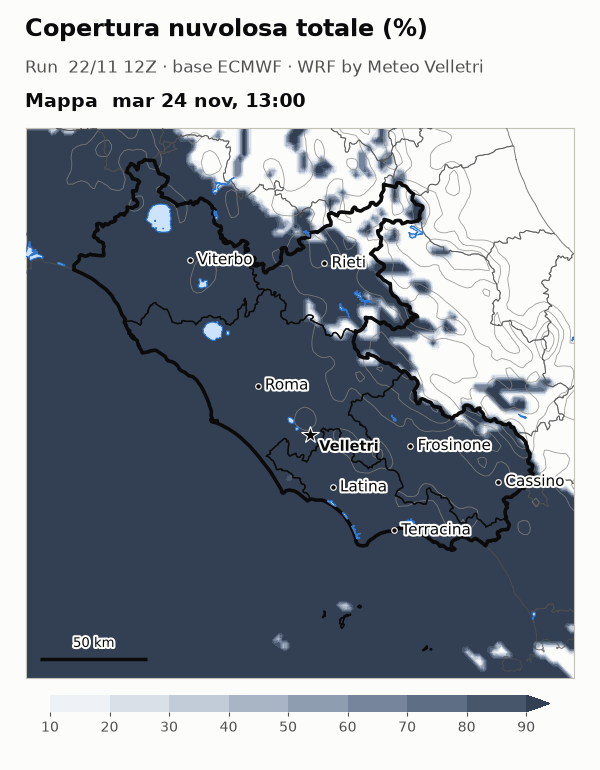 Copertura nuvolosa totale (%)
Run  22/11 12Z · base ECMWF · WRF by Meteo Velletri
Mappa  mar 24 nov, 13:00
Viterbo
Rieti
Roma
Velletri
Frosinone
Cassino
Latina
Terracina
50 km
10 20 30 40 50 60 70 80 90